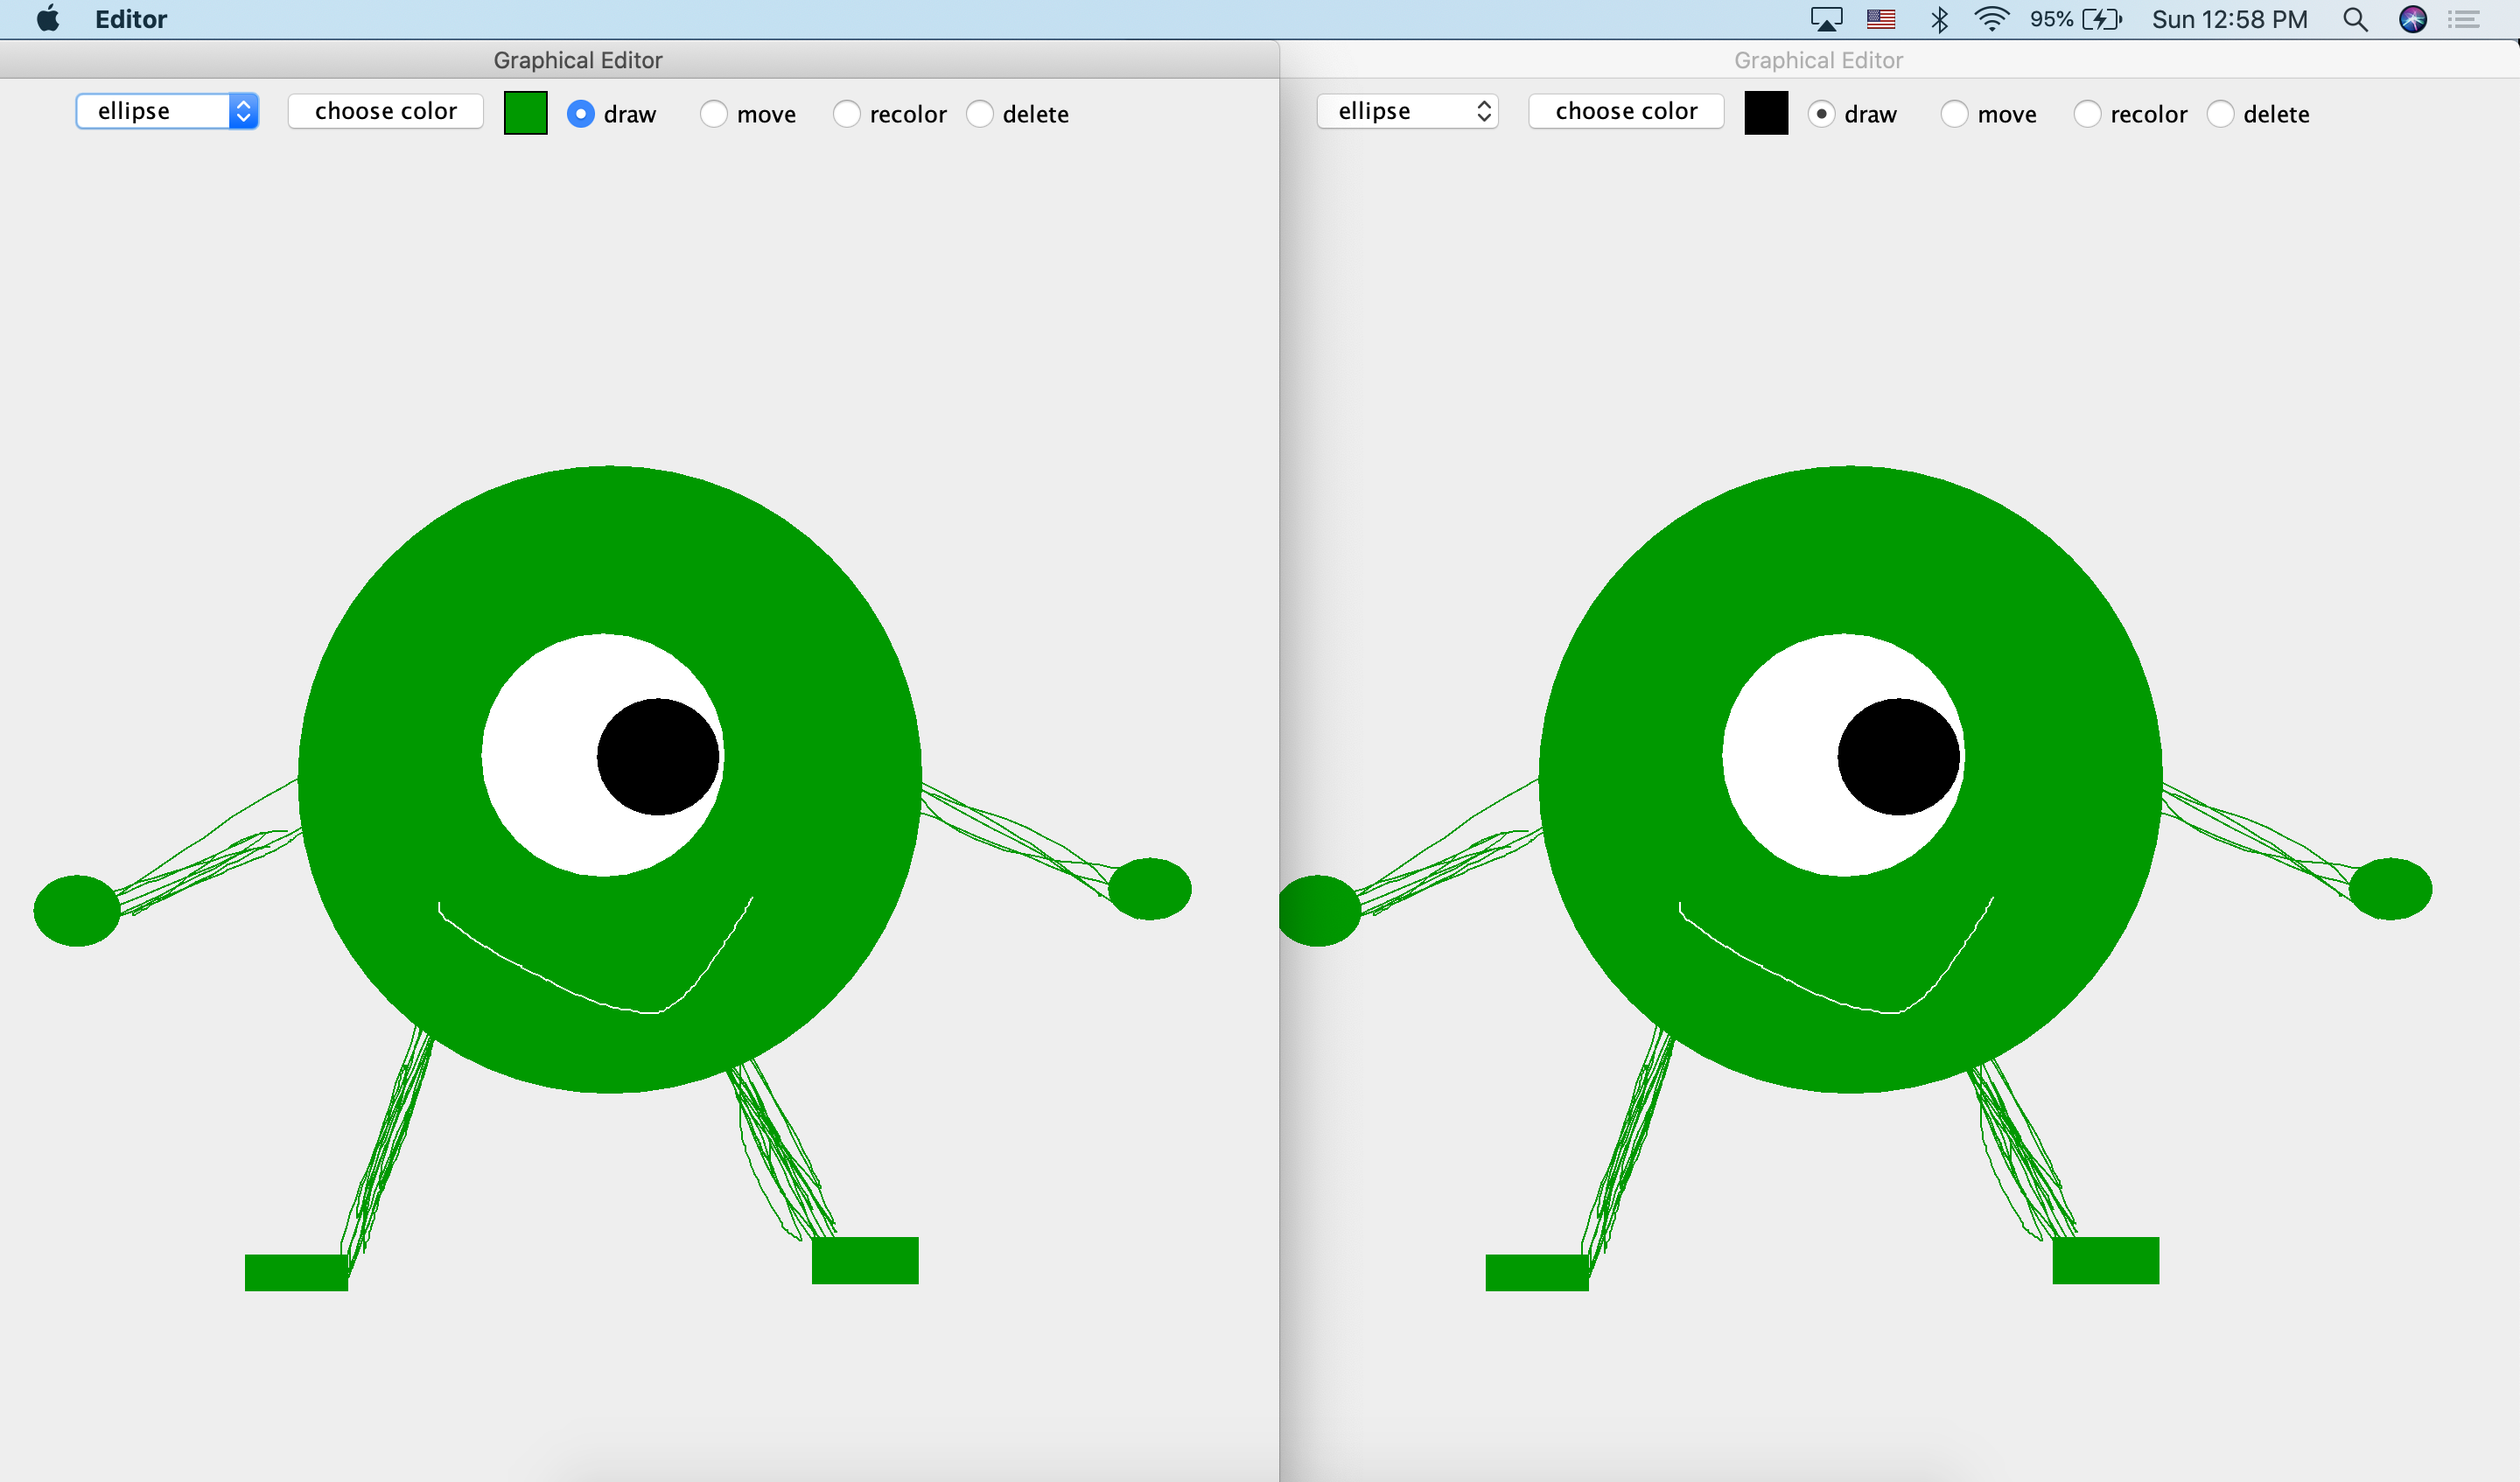 Editor 95% Sun 12:58 PM
Graphical Editor Graphical Editor
ellipse choose color draw move recolor delete ellipse choose color draw move recolor delete